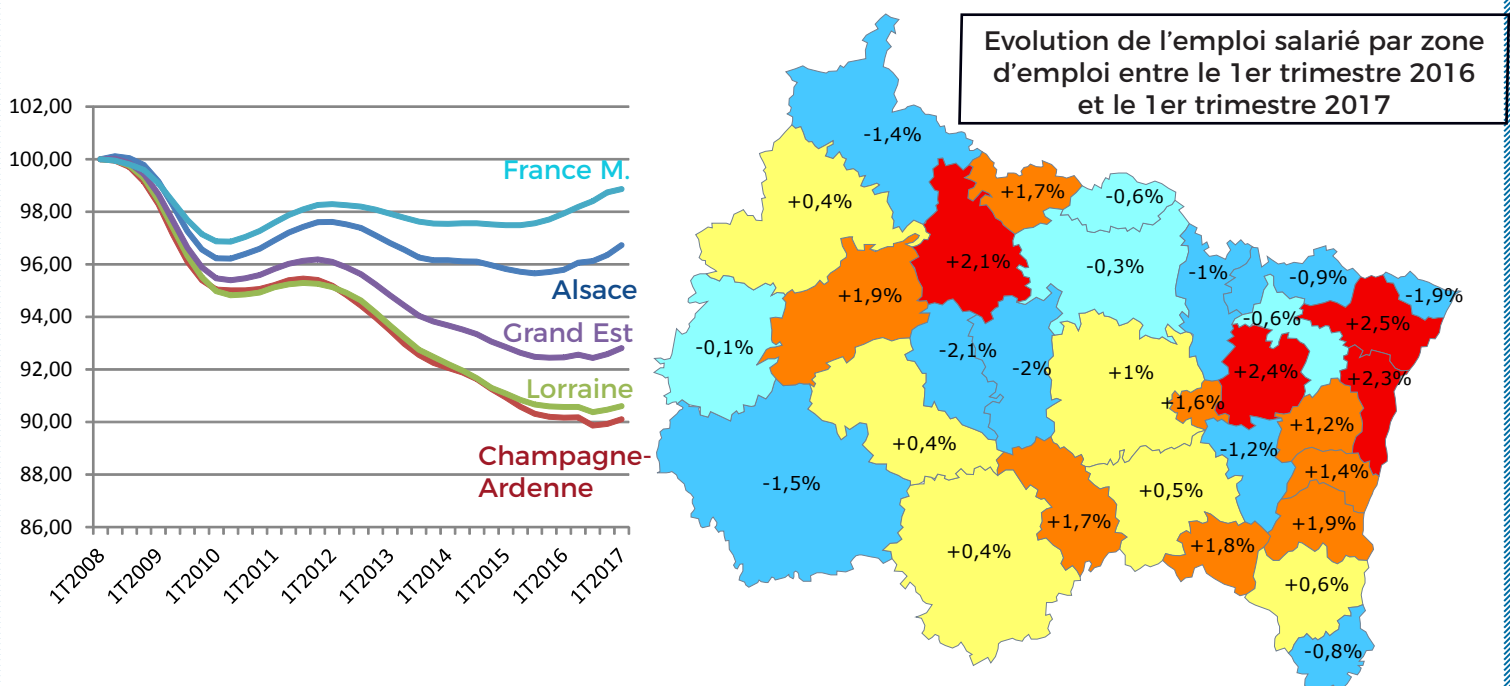 102,00
100,00
98,00
96,00
94,00
92,00
90,00
88,00
86,00
1T2008
1T2009
1T2010
1T2011
1T2012
1T2013
1T2014
1T2015
1T2016
1T2017
France M.
Alsace
Grand Est
Lorraine
Champagne-
Ardenne
Evolution de l'emploi salarié par zone
d'emploi entre le 1er trimestre 2016
et le 1er trimestre 2017
-1,4%
+0,4%
+1,7%
-0,6%
+2,1%
-0,3%
-1%
-0,9%
-1,9%
+1,9%
-0,6%
+2,5%
-0,1%
-2,1%
-2%
+1%
+2,4%
+2,3%
+1,6%
+1,2%
+0,4%
-1,2%
+1,4%
-1,5%
+0,5%
+1,7%
+1,9%
+0,4%
+1,8%
+0,6%
-0,8%